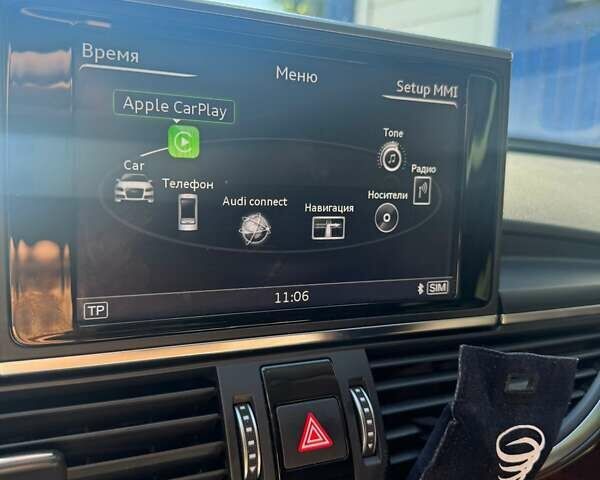 Время
Меню
Setup MMI
Apple CarPlay
Tone
Car
Телефон
Радио
Audi connect
Навигация
Носители
TP
11:06
SIM